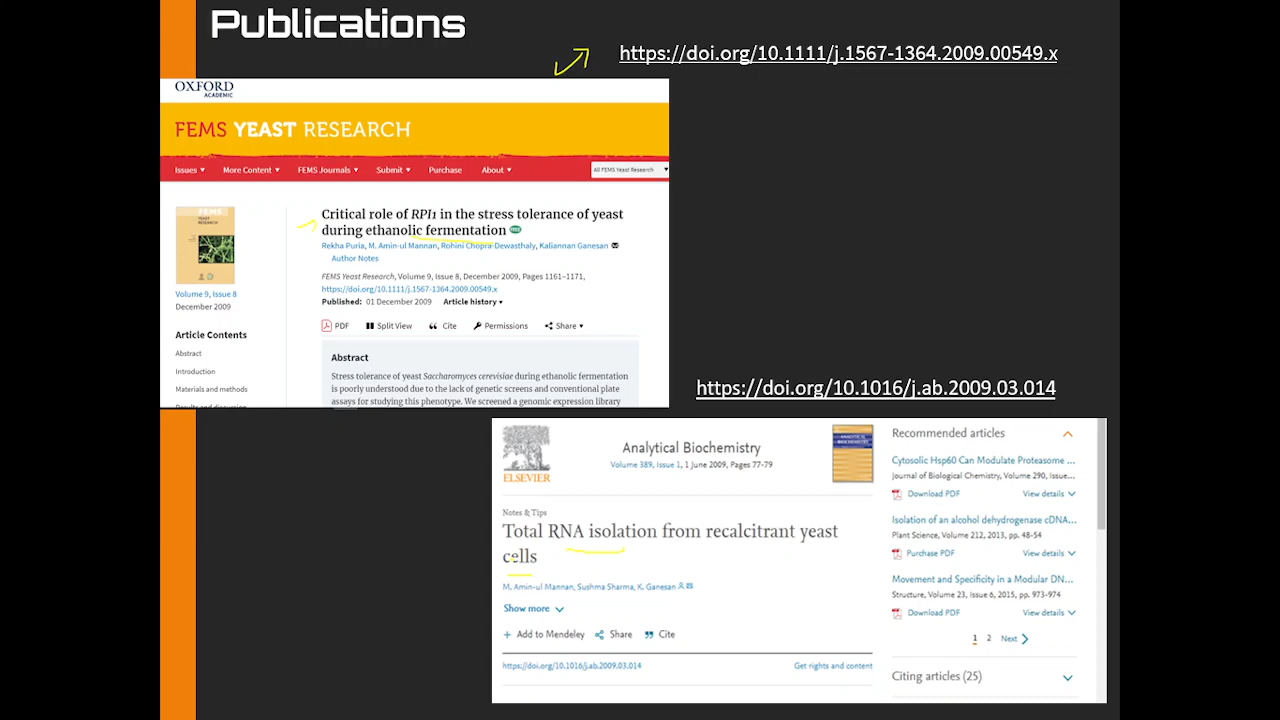 Publications
https://doi.org/10.1111/j.1567-1364.2009.00549.x
OXFORD
ACADEMIC
FEMS YEAST RESEARCH
Issues ▾ More Content ▾ FEMS Journals ▾ Submit ▾ Purchase About ▾ All FEMS Yeast Research ▾
Critical role of RPI1 in the stress tolerance of yeast
during ethanolic fermentation
Rekha Puria, M. Amin-ul Mannan, Rohini Chopra-Dewasthaly, Kaliannan Ganesan
Author Notes
FEMS Yeast Research, Volume 9, Issue 8, December 2009, Pages 1161–1171,
https://doi.org/10.1111/j.1567-1364.2009.00549.x
Published: 01 December 2009 Article history ▾
FEMS
YEAST
RESEARCH
Volume 9, Issue 8
December 2009
Article Contents
Abstract
Introduction
Materials and methods
Results and discussion
PDF Split View Cite Permissions Share ▾
Abstract
Stress tolerance of yeast Saccharomyces cerevisiae during ethanolic fermentation
is poorly understood due to the lack of genetic screens and conventional plate
assays for studying this phenotype. We screened a genomic expression library
https://doi.org/10.1016/j.ab.2009.03.014
ELSEVIER
Analytical Biochemistry
Volume 389, Issue 1, 1 June 2009, Pages 77-79
Notes & Tips
Total RNA isolation from recalcitrant yeast
cells
M. Amin-ul Mannan, Sushma Sharma, K. Ganesan
Show more
+ Add to Mendeley Share Cite
https://doi.org/10.1016/j.ab.2009.03.014 Get rights and content
Recommended articles
Cytosolic Hsp60 Can Modulate Proteasome ...
Journal of Biological Chemistry, Volume 290, Issue...
Download PDF View details
Isolation of an alcohol dehydrogenase cDNA...
Plant Science, Volume 212, 2013, pp. 48-54
Purchase PDF View details
Movement and Specificity in a Modular DN...
Structure, Volume 23, Issue 6, 2015, pp. 973-974
Download PDF View details
1 2 Next
Citing articles (25)